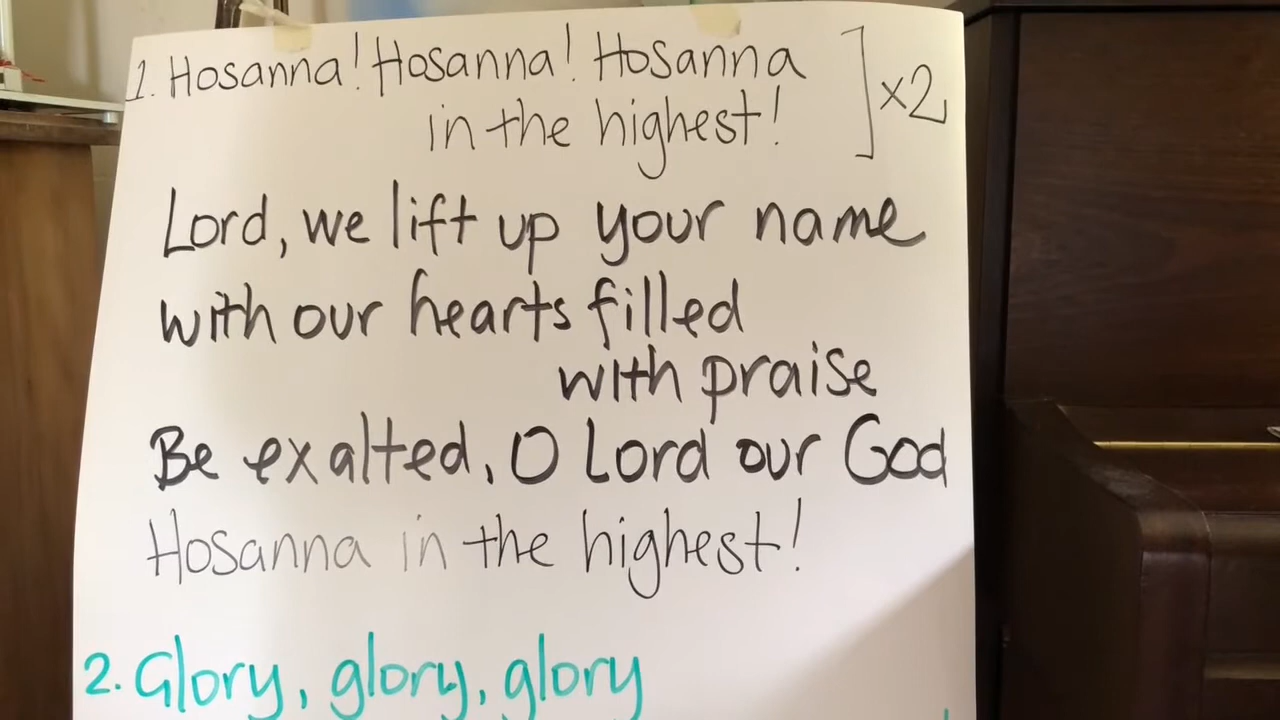 1. Hosanna! Hosanna! Hosanna
in the highest! ] x2
Lord, we lift up your name
with our hearts filled
with praise
Be exalted, O Lord our God
Hosanna in the highest!
2. Glory, glory, glory